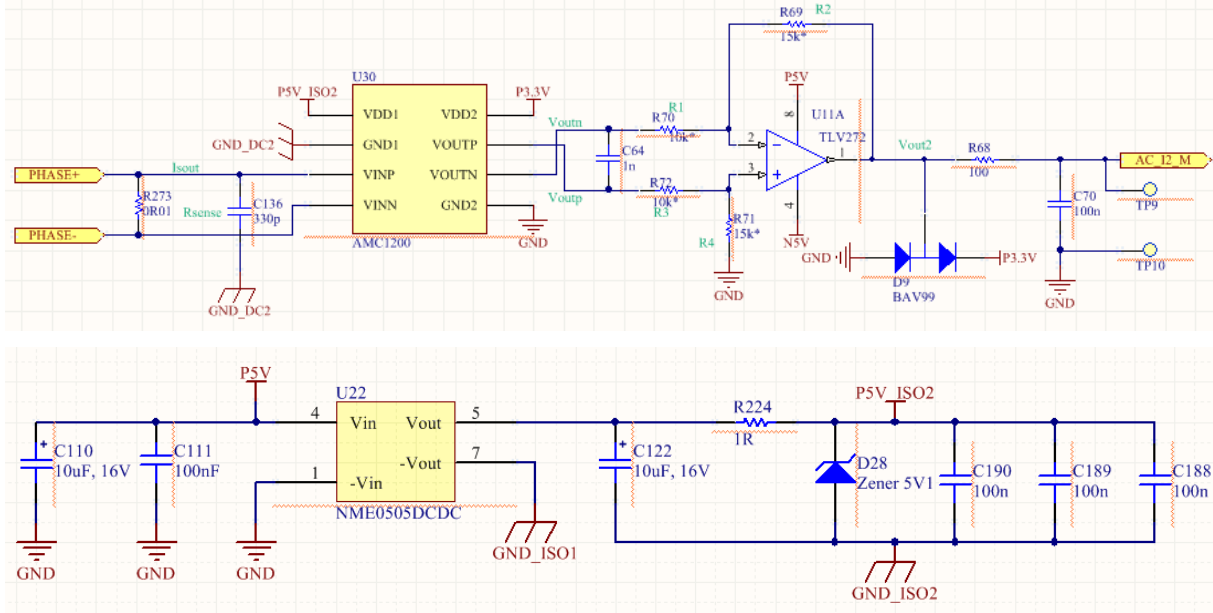 R69
R2
15k*
U30
P5V_ISO2
P3.3V
P5V
VDD1
VDD2
Voutn
R1
R70
10k*
8
U11A
TLV272
GND_DC2
GND1
VOUTP
C64
1n
2
1
Vout2
R68
100
AC_I2_M
PHASE+
Isout
VINP
VOUTN
3
R72
10k*
R3
C70
100n
TP9
R273
0R01
Rsense
C136
330p
VINN
GND2
Voutp
R71
15k*
R4
4
PHASE-
AMC1200
GND
N5V
GND
P3.3V
TP10
D9
BAV99
GND_DC2
GND
GND
P5V
U22
P5V_ISO2
4
Vin
Vout
5
R224
1R
C110
10uF, 16V
C111
100nF
1
-Vin
-Vout
7
C122
10uF, 16V
D28
Zener 5V1
C190
100n
C189
100n
C188
100n
NME0505DCDC
GND_ISO1
GND
GND
GND
GND_ISO2